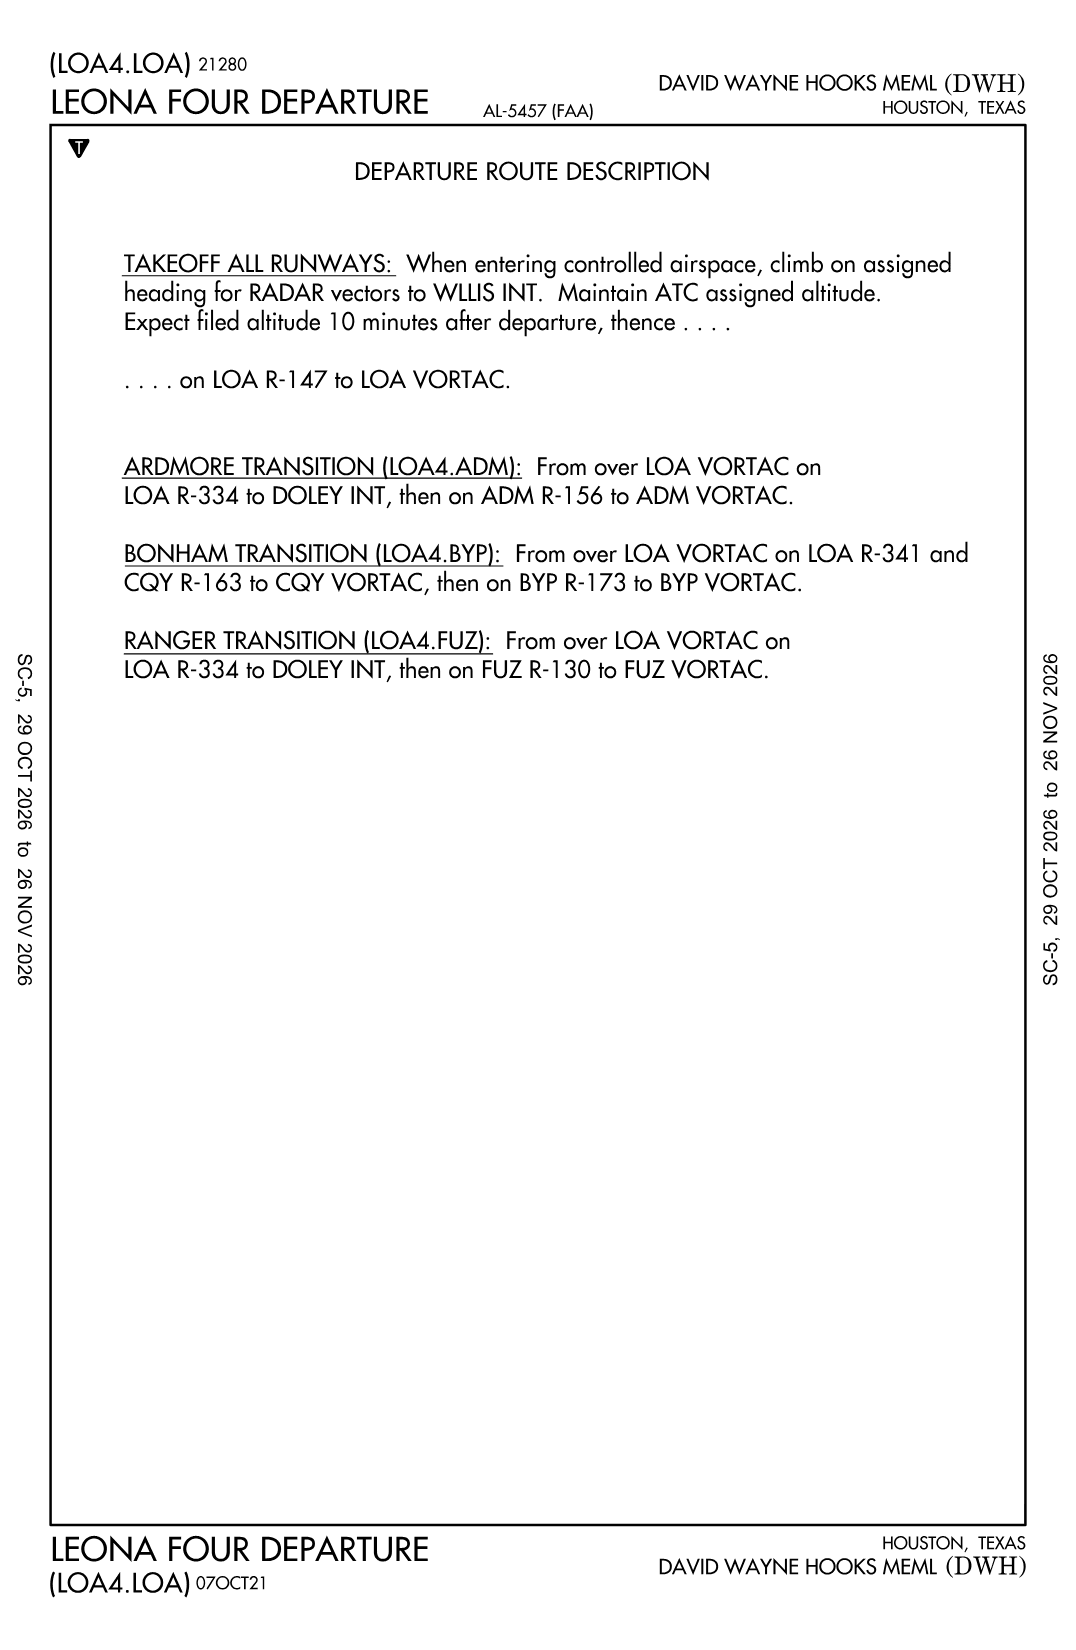 (LOA4.LOA) 21280
LEONA FOUR DEPARTURE
AL-5457 (FAA)
DAVID WAYNE HOOKS MEML (DWH)
HOUSTON, TEXAS
T
DEPARTURE ROUTE DESCRIPTION
TAKEOFF ALL RUNWAYS: When entering controlled airspace, climb on assigned
heading for RADAR vectors to WLLIS INT. Maintain ATC assigned altitude.
Expect filed altitude 10 minutes after departure, thence . . . .
. . . . on LOA R-147 to LOA VORTAC.
ARDMORE TRANSITION (LOA4.ADM): From over LOA VORTAC on
LOA R-334 to DOLEY INT, then on ADM R-156 to ADM VORTAC.
BONHAM TRANSITION (LOA4.BYP): From over LOA VORTAC on LOA R-341 and
CQY R-163 to CQY VORTAC, then on BYP R-173 to BYP VORTAC.
RANGER TRANSITION (LOA4.FUZ): From over LOA VORTAC on
LOA R-334 to DOLEY INT, then on FUZ R-130 to FUZ VORTAC.
SC-5, 29 OCT 2026 to 26 NOV 2026
SC-5, 29 OCT 2026 to 26 NOV 2026
LEONA FOUR DEPARTURE
(LOA4.LOA) 07OCT21
HOUSTON, TEXAS
DAVID WAYNE HOOKS MEML (DWH)